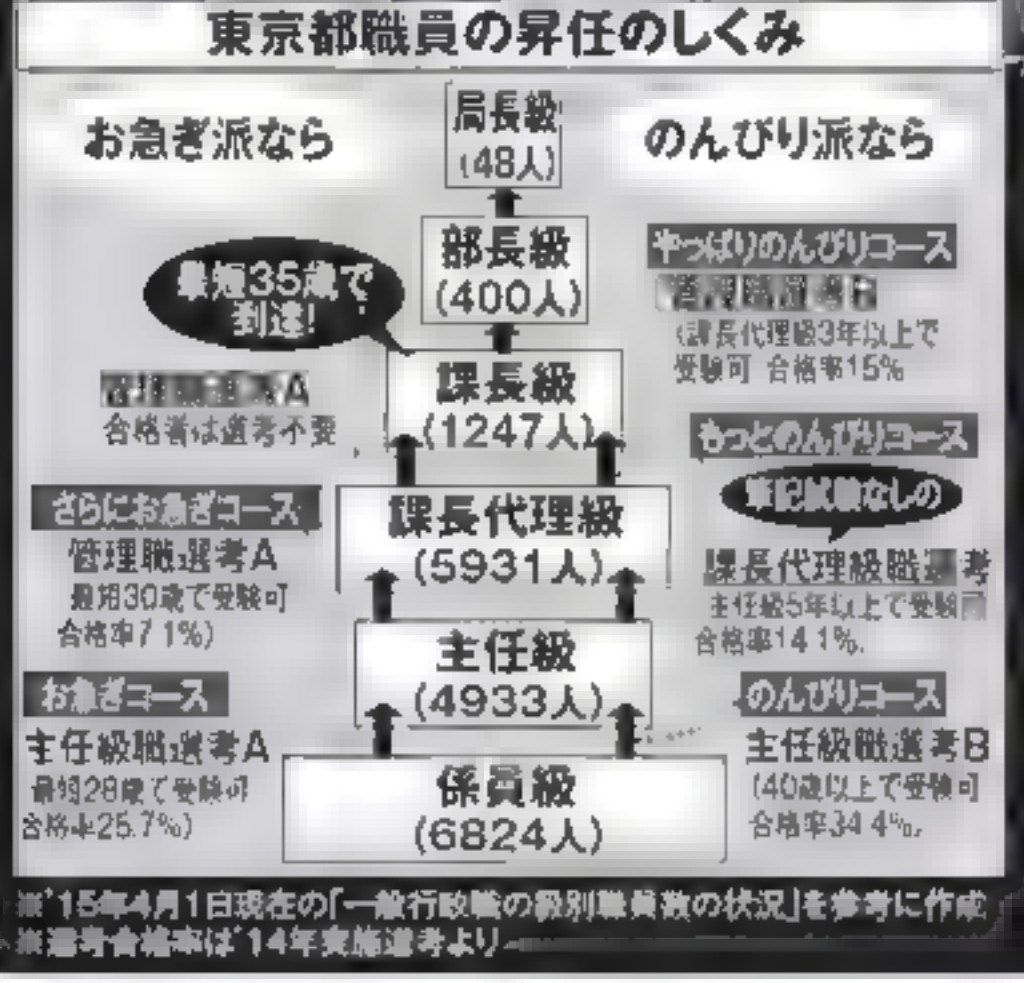 東京都職員の昇任のしくみ
お急ぎ派なら
のんびり派なら
局長級
(48人)
部長級
(400人)
最短35歳で
到達!
課長級
(1247人)
合格者は選考不要
やっぱりのんびりコース
(課長代理級3年以上で
受験可 合格率15%
さらにお急ぎコース
管理職選考A
最短30歳で受験可
合格率7 1%)
課長代理級
(5931人)
もっとのんびりコース
筆記試験なしの
課長代理級職選考
主任級5年以上で受験可
合格率14 1%.
主任級
(4933人)
お急ぎコース
主任級職選考A
最短28歳で受験可
合格率25.7%)
のんびりコース
主任級職選考B
(40歳以上で受験可
合格率34 4%.
係員級
(6824人)
※'15年4月1日現在の「一般行政職の級別職員数の状況」を参考に作成
※選考合格率は'14年実施選考より